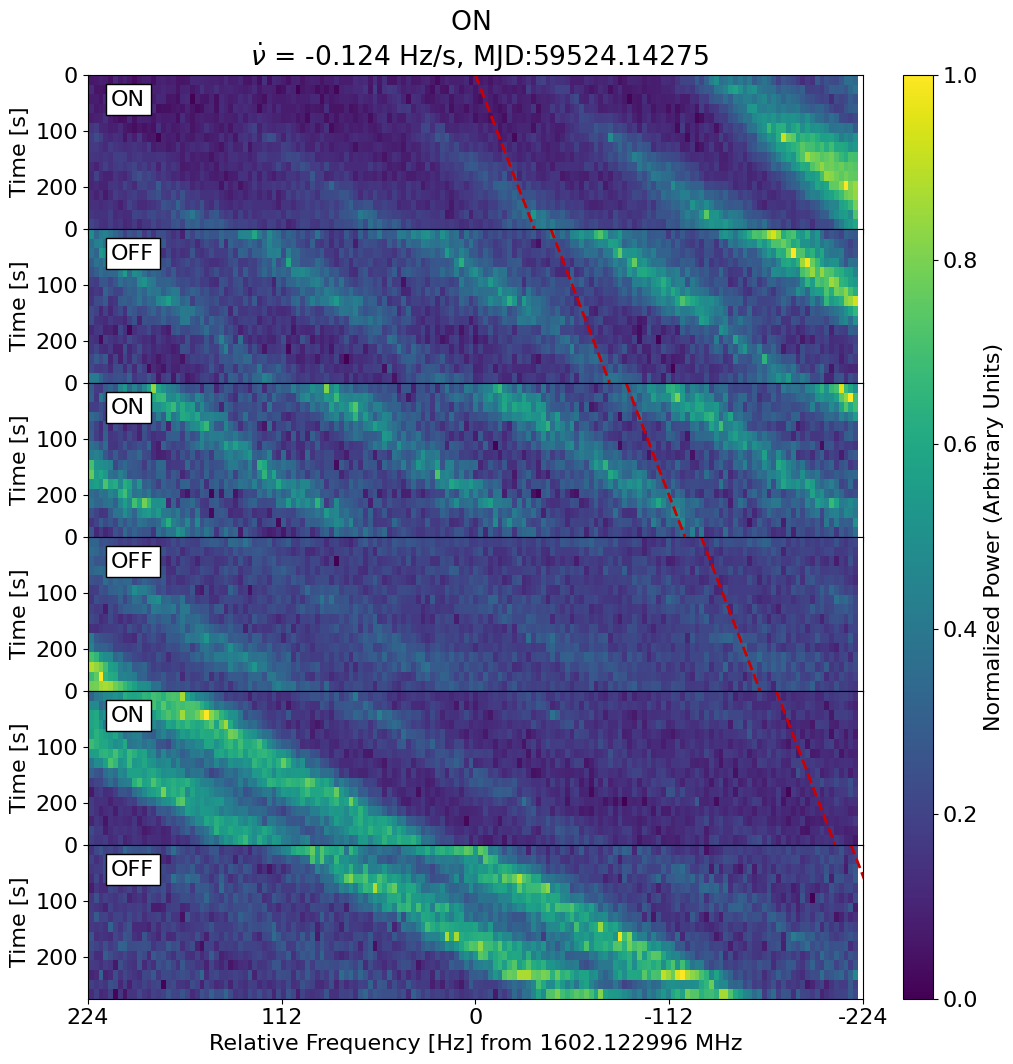 ON
ν̇ = -0.124 Hz/s, MJD:59524.14275
0
ON
100
200
Time [s]
0
OFF
100
200
Time [s]
0
ON
100
200
Time [s]
0
OFF
100
200
Time [s]
0
ON
100
200
Time [s]
0
OFF
100
200
Time [s]
224 112 0 -112 -224
Relative Frequency [Hz] from 1602.122996 MHz
1.0
0.8
0.6
0.4
0.2
0.0
Normalized Power (Arbitrary Units)